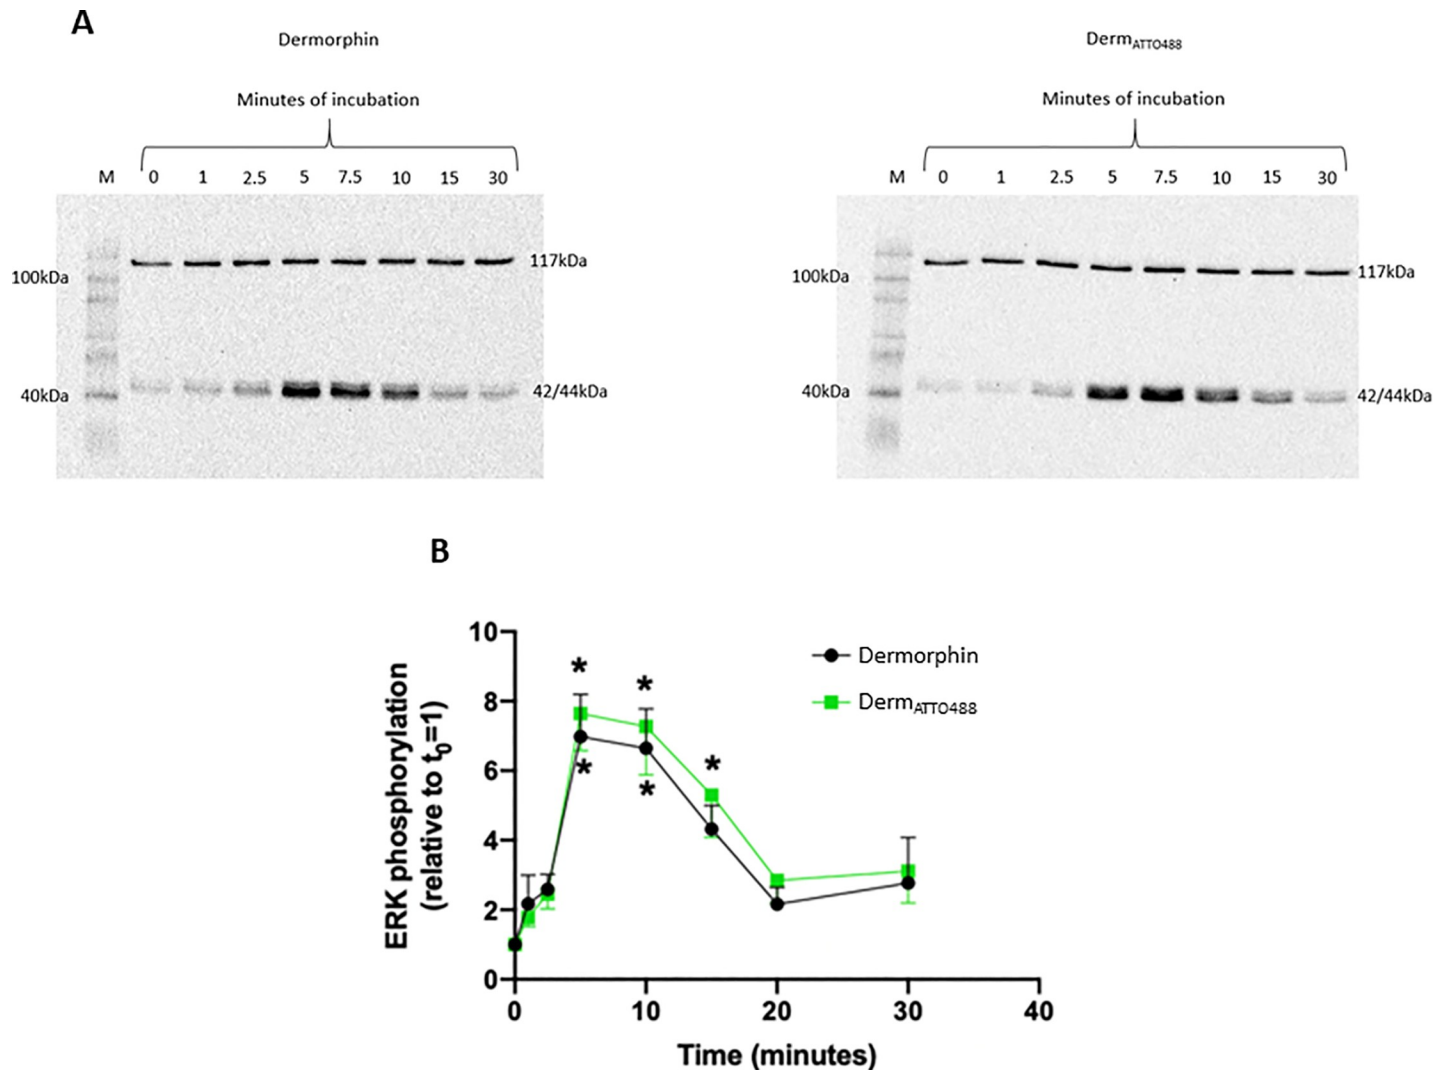 A
Dermorphin
Minutes of incubation
M 0 1 2.5 5 7.5 10 15 30
117kDa
100kDa
40kDa
42/44kDa
Derm_ATTO488
Minutes of incubation
M 0 1 2.5 5 7.5 10 15 30
100kDa
117kDa
40kDa
42/44kDa
B
ERK phosphorylation
(relative to t0=1)
10
8
6
4
2
0
* * *
* *
Dermorphin
DermATTO488
0 10 20 30 40
Time (minutes)